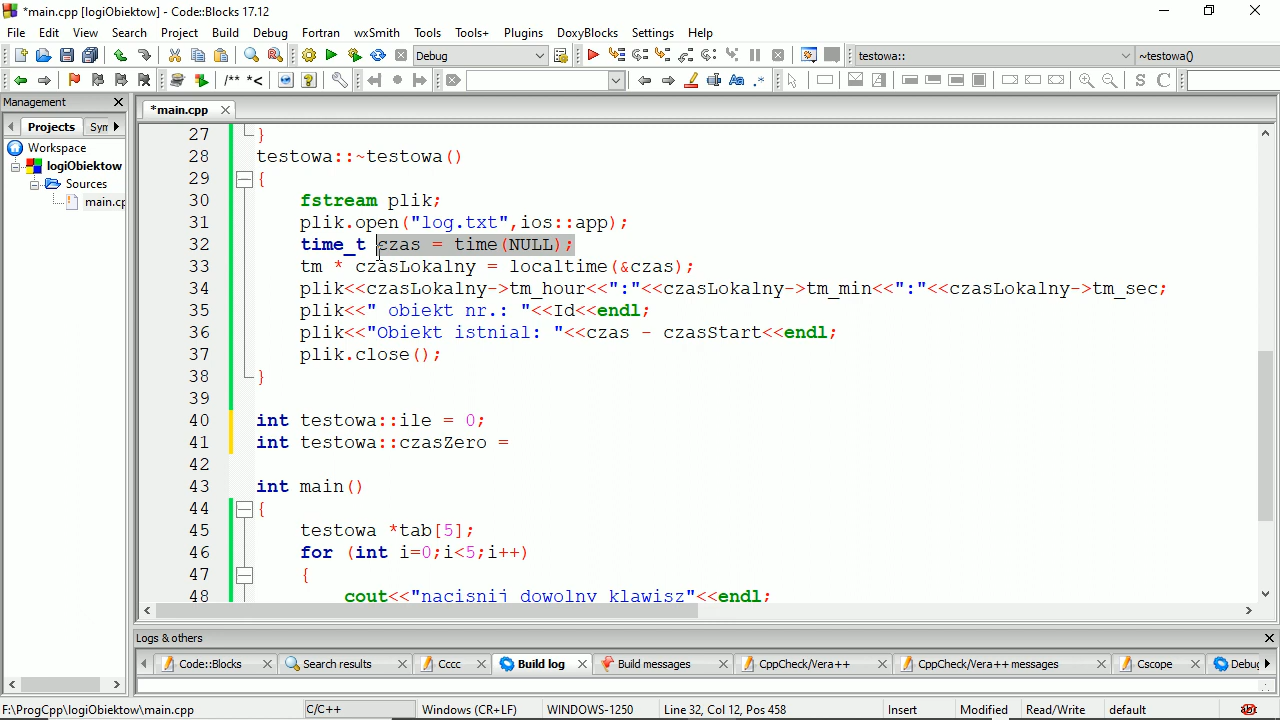 *main.cpp [logiObiektow] - Code::Blocks 17.12
File Edit View Search Project Build Debug Fortran wxSmith Tools Tools+ Plugins DoxyBlocks Settings Help
Debug testowa:: ~testowa()
/** *<
Management
*main.cpp
Projects
Workspace
logiObiektow
Sources
27 }
28 testowa::~testowa()
29 {
30 fstream plik;
31 plik.open("log.txt",ios::app);
32 time_t czas = time(NULL);
33 tm * czasLokalny = localtime(&czas);
34 plik<<czasLokalny->tm_hour<<":"<<czasLokalny->tm_min<<":"<<czasLokalny->tm_sec;
35 plik<<" obiekt nr.: "<<Id<<endl;
36 plik<<"Obiekt istnial: "<<czas - czasStart<<endl;
37 plik.close();
38 }
39
40 int testowa::ile = 0;
41 int testowa::czasZero =
42
43 int main()
44 {
45 testowa *tab[5];
46 for (int i=0;i<5;i++)
47 {
48 cout<<"nacisnij dowolny klawisz"<<endl;
Logs & others
Code::Blocks Search results Cccc Build log Build messages CppCheck/Vera++ CppCheck/Vera++ messages Cscope
F:\ProgCpp\logiObiektow\main.cpp C/C++ Windows (CR+LF) WINDOWS-1250 Line 32, Col 12, Pos 458 Insert Modified Read/Write default